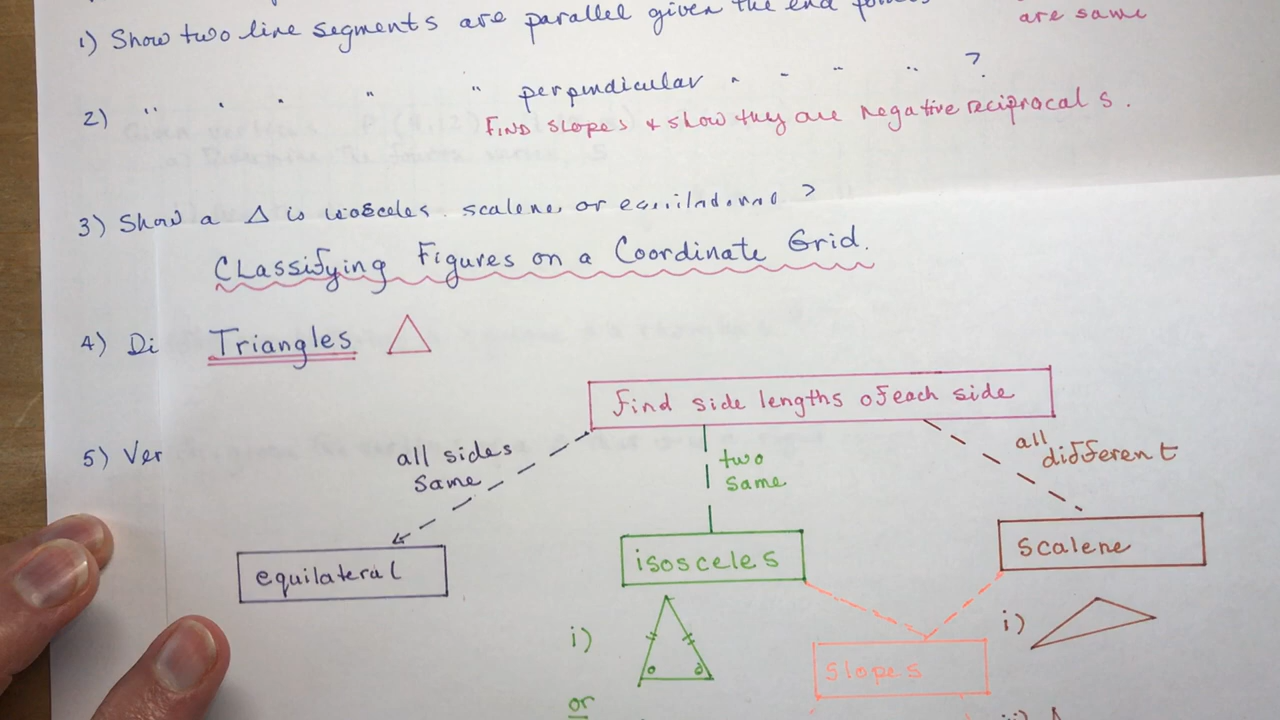 1) Show two line segments are parallel given the end
are same
2) " " " " " perpendicular " " " " ?
FIND slopes & show they are negative reciprocals.
3) Show a Δ is isosceles, scalene, or equilateral ?
Classifying Figures on a Coordinate Grid.
4) Di
Triangles
find side lengths of each side
5) Ver
all sides
same
two
same
all
different
equilateral
isosceles
scalene
i)
i)
slopes
or